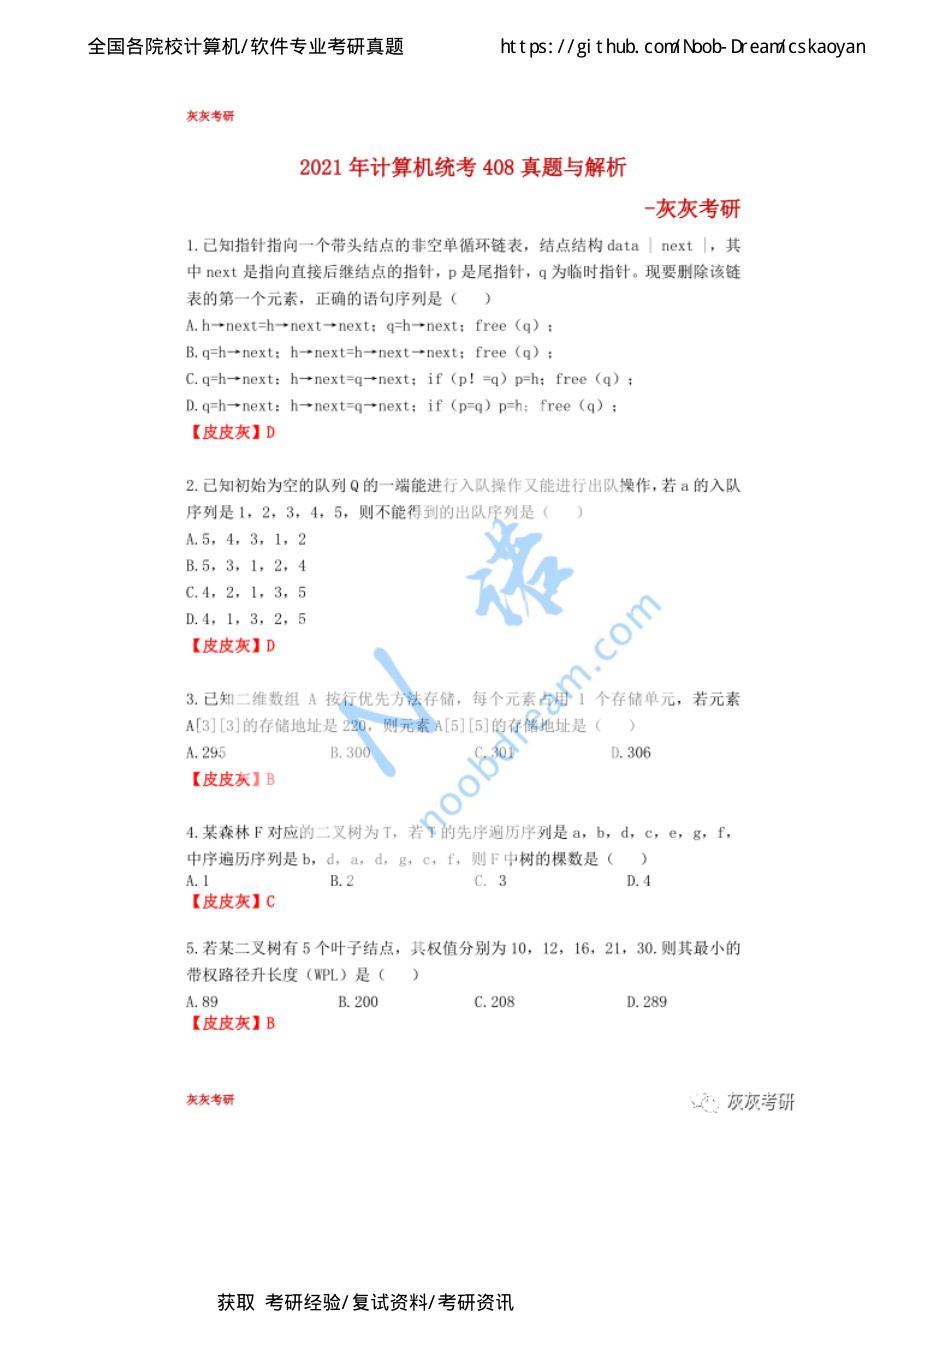 全国各院校计算机/软件专业考研真题 https://github.com/Noob-Dream/cskaoyan
灰灰考研
2021 年计算机统考 408 真题与解析
-灰灰考研
1.已知指针指向一个带头结点的非空单循环链表，结点结构 data | next |，其
中 next 是指向直接后继结点的指针，p 是尾指针，q 为临时指针。现要删除该链
表的第一个元素，正确的语句序列是（ ）
A.h→next=h→next→next；q=h→next；free（q）；
B.q=h→next；h→next=h→next→next；free（q）；
C.q=h→next；h→next=q→next；if（p！=q）p=h；free（q）；
D.q=h→next；h→next=q→next；if（p=q）p=h；free（q）；
【皮皮灰】D
2.已知初始为空的队列 Q 的一端能进行入队操作又能进行出队操作，若 a 的入队
序列是 1，2，3，4，5，则不能得到的出队序列是（ ）
A.5，4，3，1，2
B.5，3，1，2，4
C.4，2，1，3，5
D.4，1，3，2，5
【皮皮灰】D
3.已知二维数组 A 按行优先方法存储，每个元素占用 1 个存储单元，若元素
A[3][3]的存储地址是 220，则元素 A[5][5]的存储地址是（ ）
A.295 B.300 C.301 D.306
【皮皮灰】B
4.某森林 F 对应的二叉树为 T，若 T 的先序遍历序列是 a，b，d，c，e，g，f，
中序遍历序列是 b，d，a，d，g，c，f，则 F 中树的棵数是（ ）
A.1 B.2 C. 3 D.4
【皮皮灰】C
5.若某二叉树有 5 个叶子结点，其权值分别为 10，12，16，21，30.则其最小的
带权路径升长度（WPL）是（ ）
A.89 B.200 C.208 D.289
【皮皮灰】B
N诺
noobdream.com
灰灰考研 灰灰考研
获取 考研经验/复试资料/考研资讯